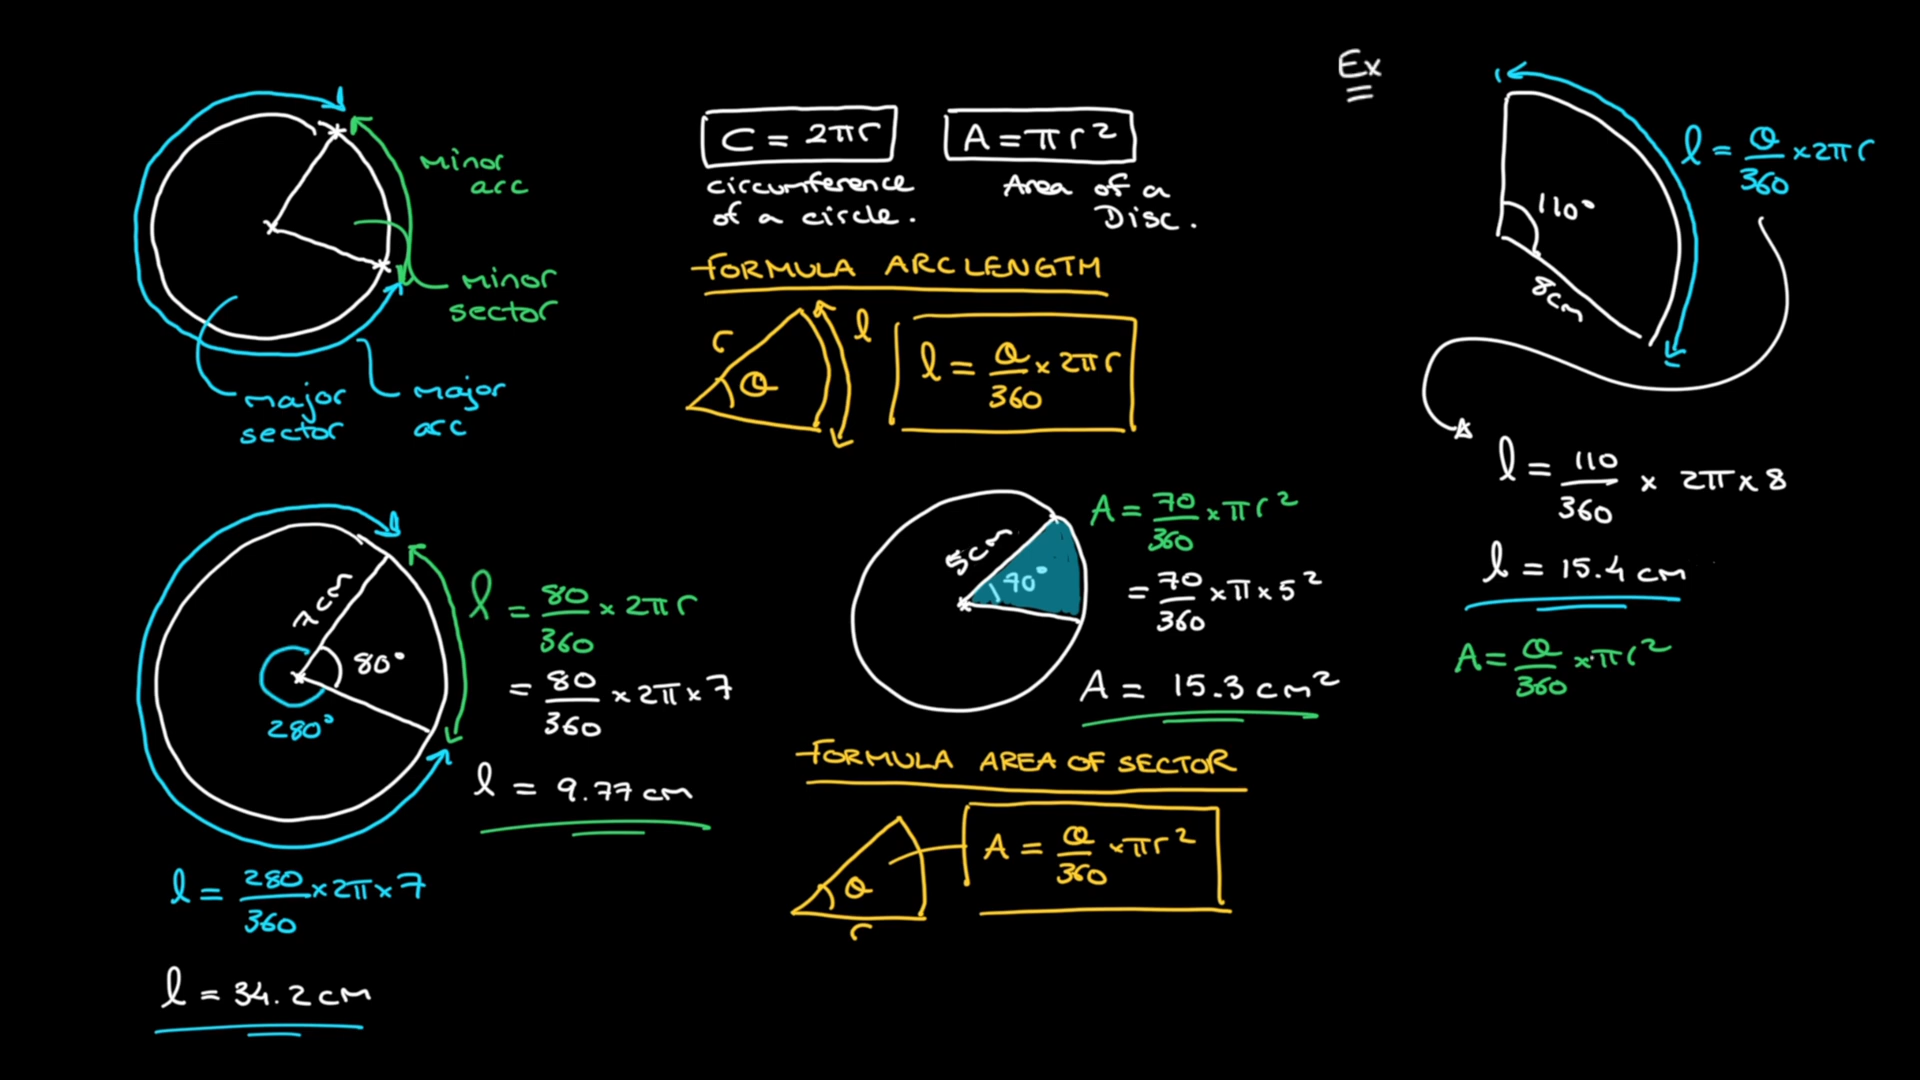 minor
arc
minor
sector
major
sector
major
arc
C = 2πr
circumference
of a circle.
A = πr²
Area of a
Disc.
FORMULA ARC LENGTH
r
θ
l
l = θ/360 × 2πr
7cm
80°
280°
l = 80/360 × 2πr
= 80/360 × 2π × 7
l = 9.77 cm
l = 280/360 × 2π × 7
l = 34.2 cm
5cm
70°
A = 70/360 × πr²
= 70/360 × π × 5²
A = 15.3 cm²
FORMULA AREA OF SECTOR
θ
r
A = θ/360 × πr²
Ex
110°
8cm
l = θ/360 × 2πr
l = 110/360 × 2π × 8
l = 15.4 cm
A = θ/360 × πr²